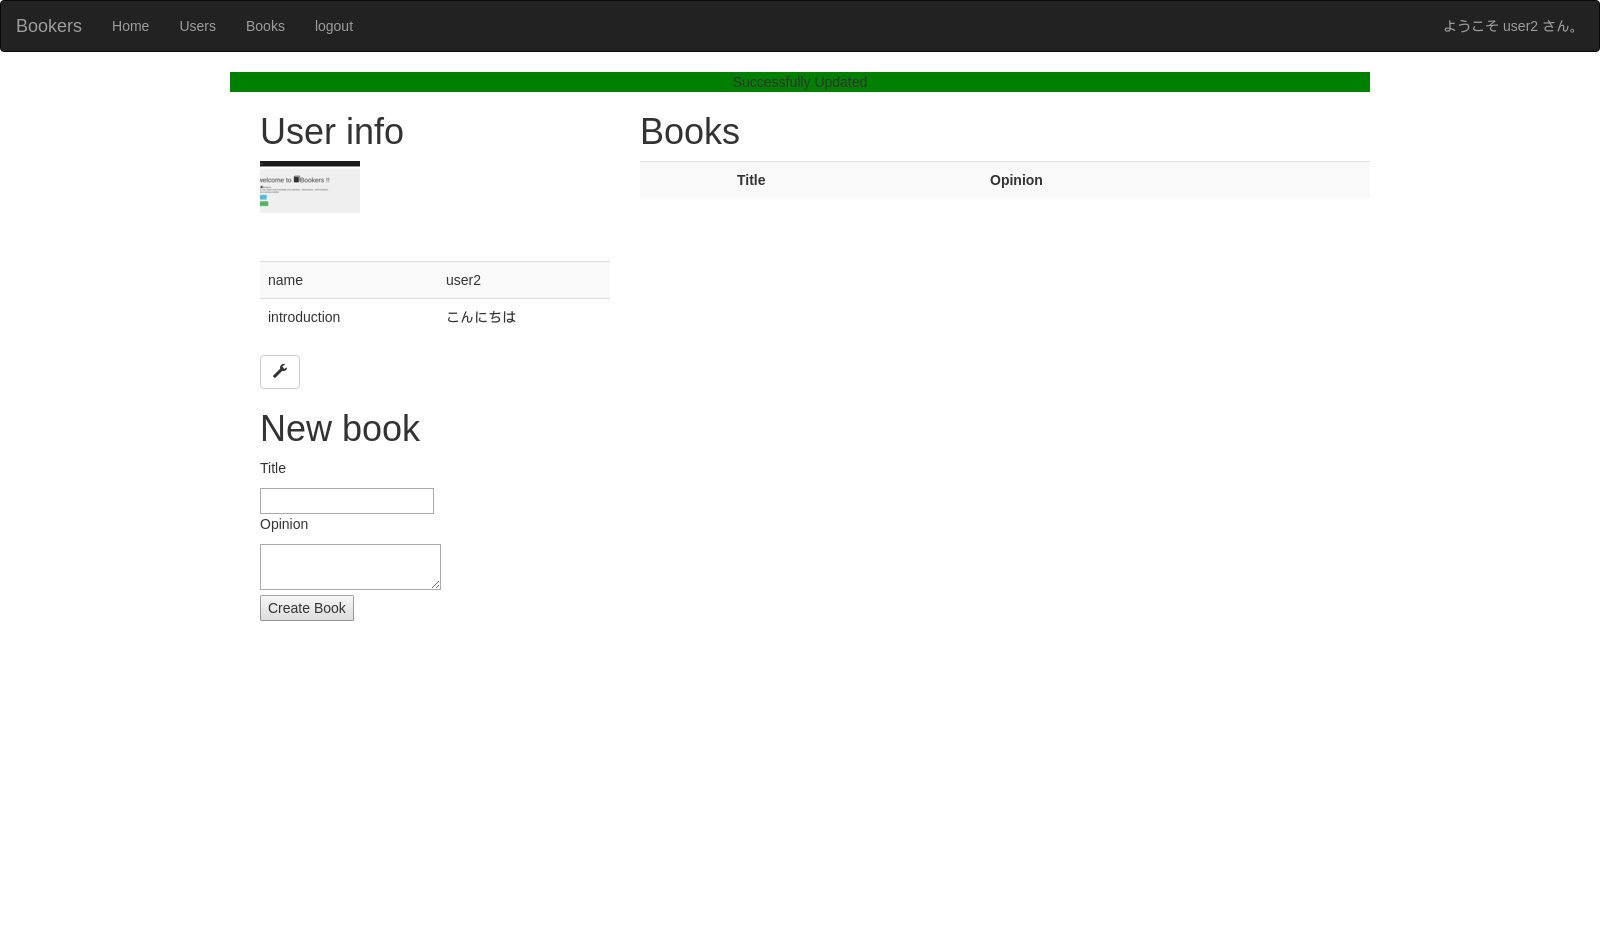 Bookers Home Users Books logout ようこそ user2 さん。
Successfully Updated
User info
welcome to Bookers !!
name user2
introduction こんにちは
New book
Title
Opinion
Create Book
Books
Title Opinion